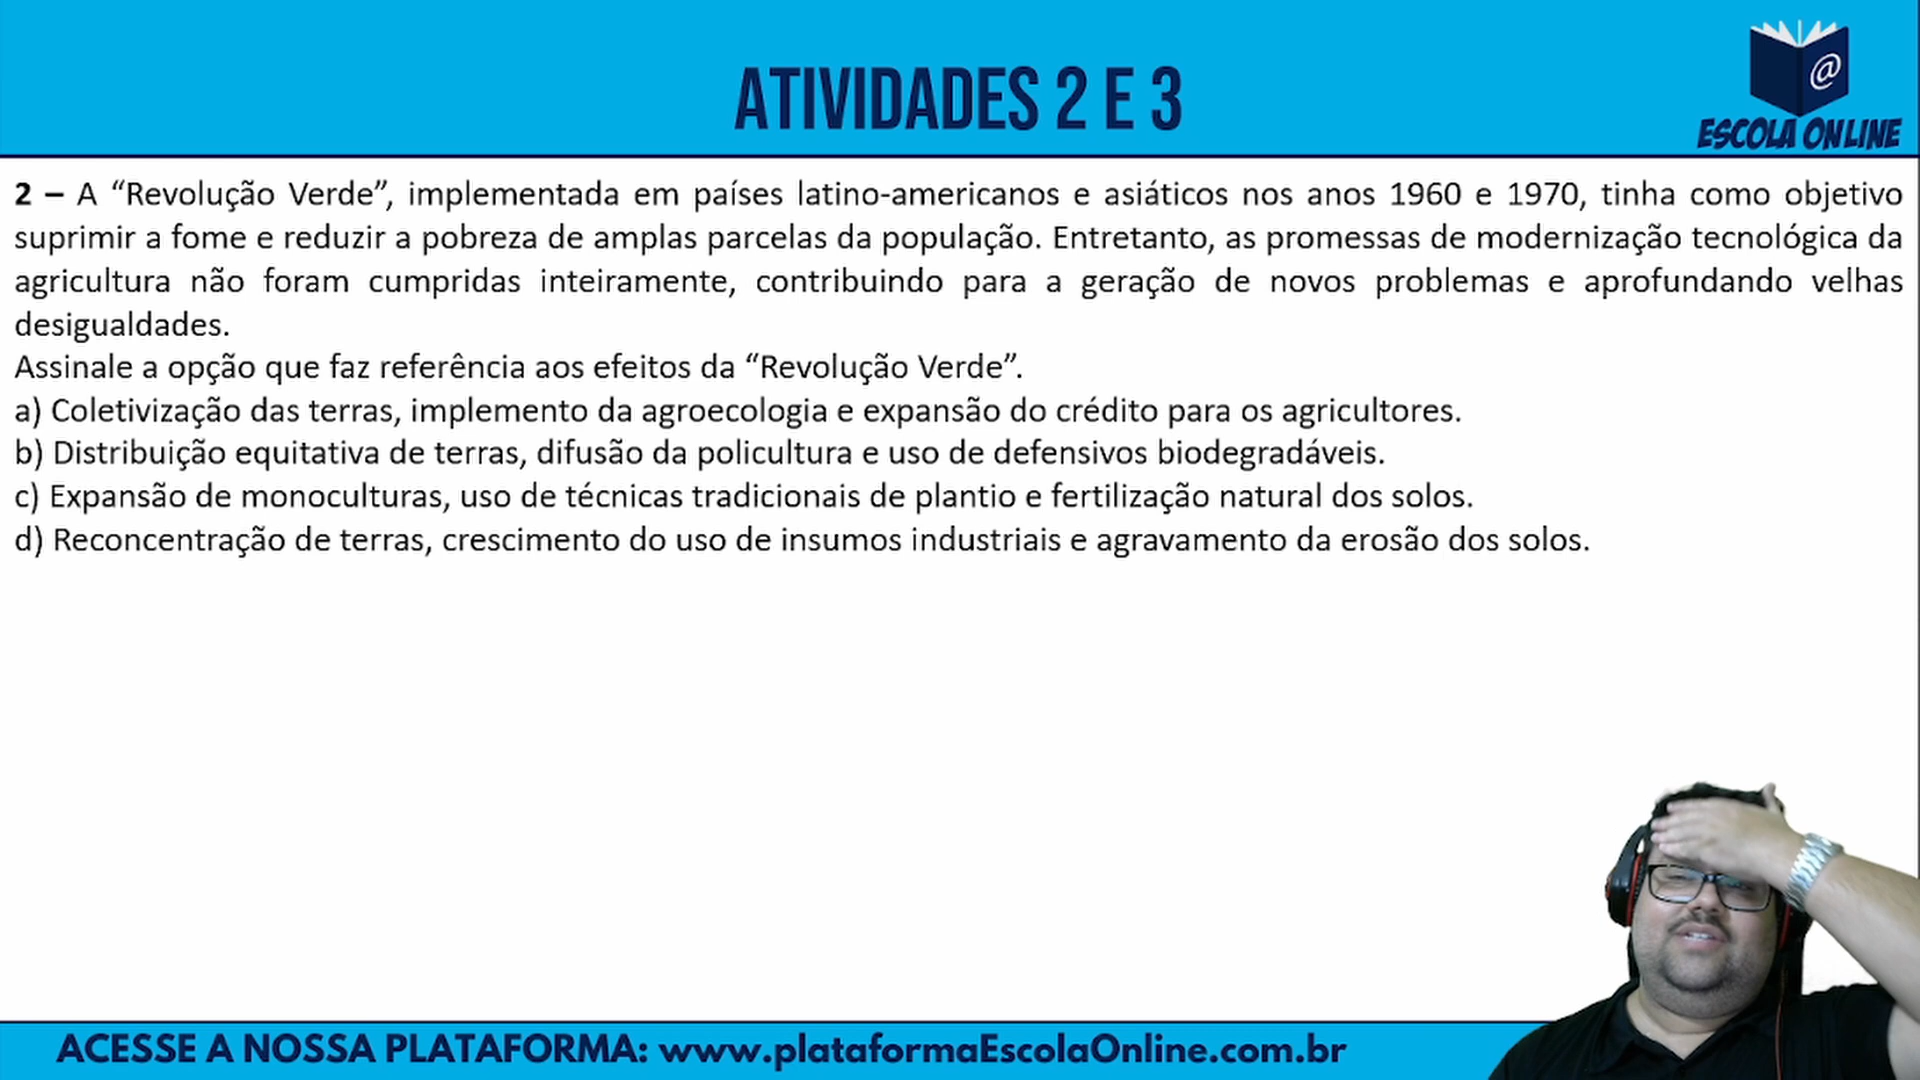 ATIVIDADES 2 E 3
@
ESCOLA ONLINE
2 – A “Revolução Verde”, implementada em países latino-americanos e asiáticos nos anos 1960 e 1970, tinha como objetivo
suprimir a fome e reduzir a pobreza de amplas parcelas da população. Entretanto, as promessas de modernização tecnológica da
agricultura não foram cumpridas inteiramente, contribuindo para a geração de novos problemas e aprofundando velhas
desigualdades.
Assinale a opção que faz referência aos efeitos da “Revolução Verde”.
a) Coletivização das terras, implemento da agroecologia e expansão do crédito para os agricultores.
b) Distribuição equitativa de terras, difusão da policultura e uso de defensivos biodegradáveis.
c) Expansão de monoculturas, uso de técnicas tradicionais de plantio e fertilização natural dos solos.
d) Reconcentração de terras, crescimento do uso de insumos industriais e agravamento da erosão dos solos.
ACESSE A NOSSA PLATAFORMA: www.plataformaEscolaOnline.com.br